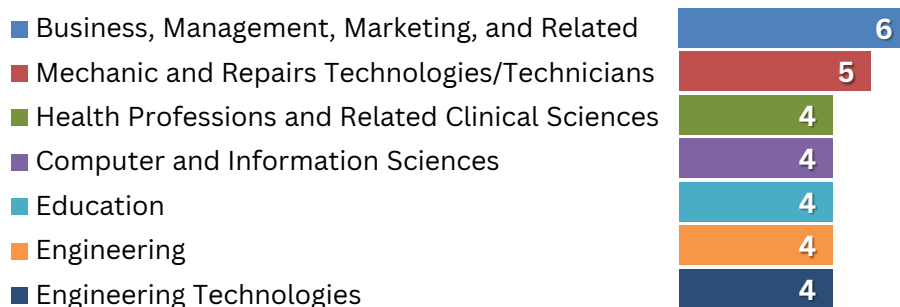 Business, Management, Marketing, and Related 6
Mechanic and Repairs Technologies/Technicians 5
Health Professions and Related Clinical Sciences 4
Computer and Information Sciences 4
Education 4
Engineering 4
Engineering Technologies 4